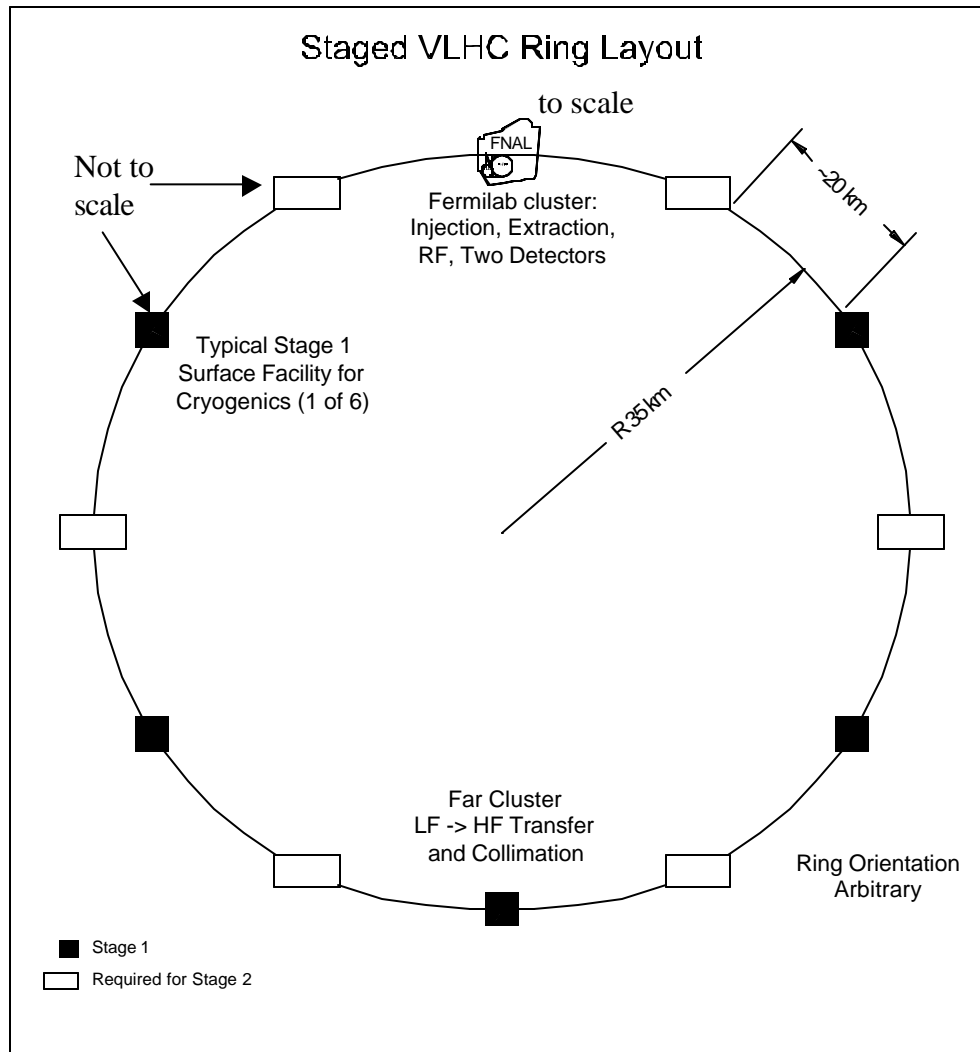 Staged VLHC Ring Layout
to scale
FNAL
Not to
scale
~20 km
Fermilab cluster:
Injection, Extraction,
RF, Two Detectors
Typical Stage 1
Surface Facility for
Cryogenics (1 of 6)
R35km
Far Cluster
LF -> HF Transfer
and Collimation
Ring Orientation
Arbitrary
Stage 1
Required for Stage 2